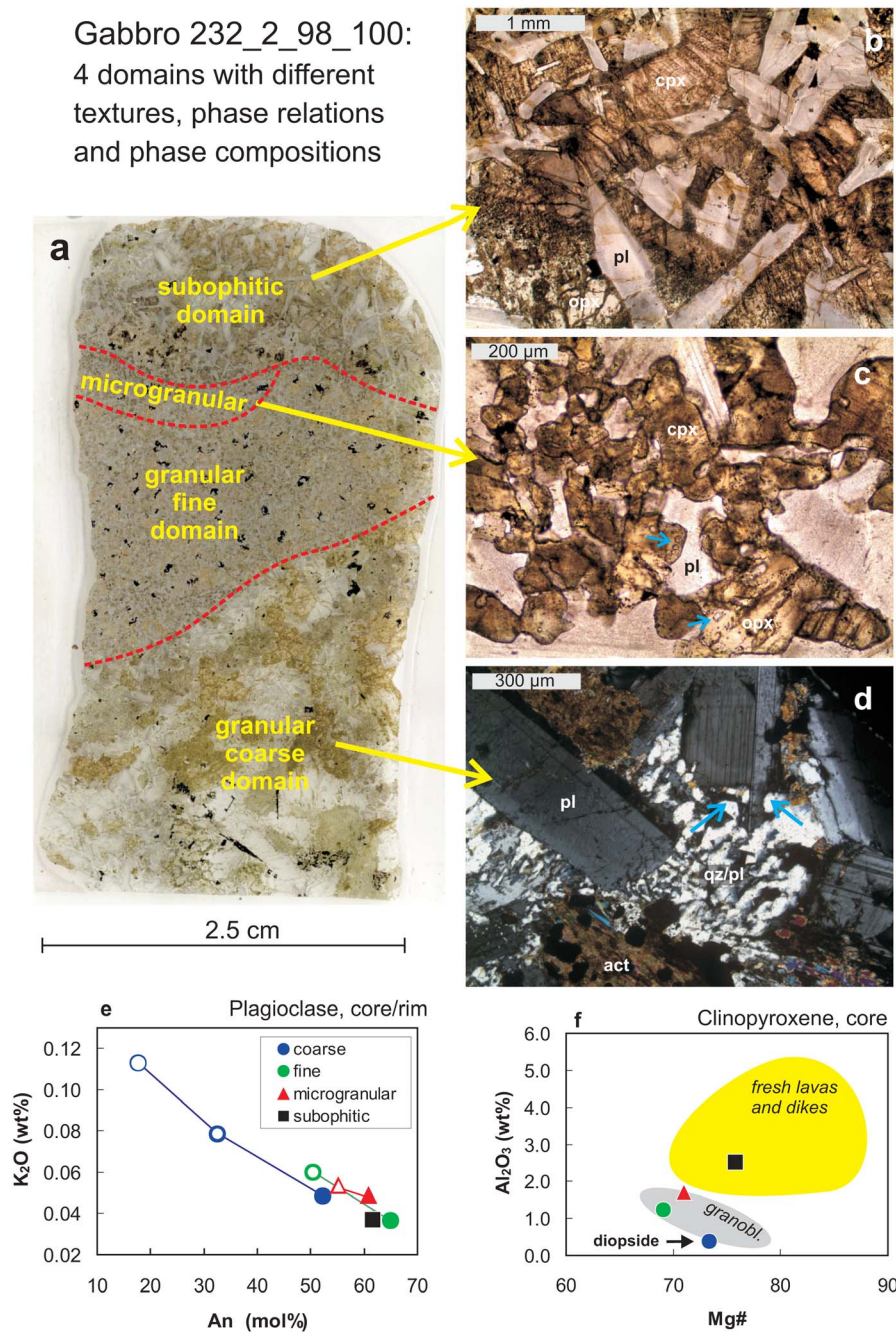 Gabbro 232_2_98_100:
4 domains with different
textures, phase relations
and phase compositions
a
subophitic
domain
microgranular
granular
fine
domain
granular
coarse
domain
2.5 cm
1 mm
b
cpx
pl
opx
200 µm
c
cpx
pl
opx
300 µm
d
pl
qz/pl
act
e
Plagioclase, core/rim
K₂O (wt%)
0.12
0.10
0.08
0.06
0.04
0.02
coarse
fine
microgranular
subophitic
10 20 30 40 50 60 70
An (mol%)
f
Clinopyroxene, core
Al₂O₃ (wt%)
6.0
5.0
4.0
3.0
2.0
1.0
0.0
fresh lavas
and dikes
granobl.
diopside
60 70 80 90
Mg#